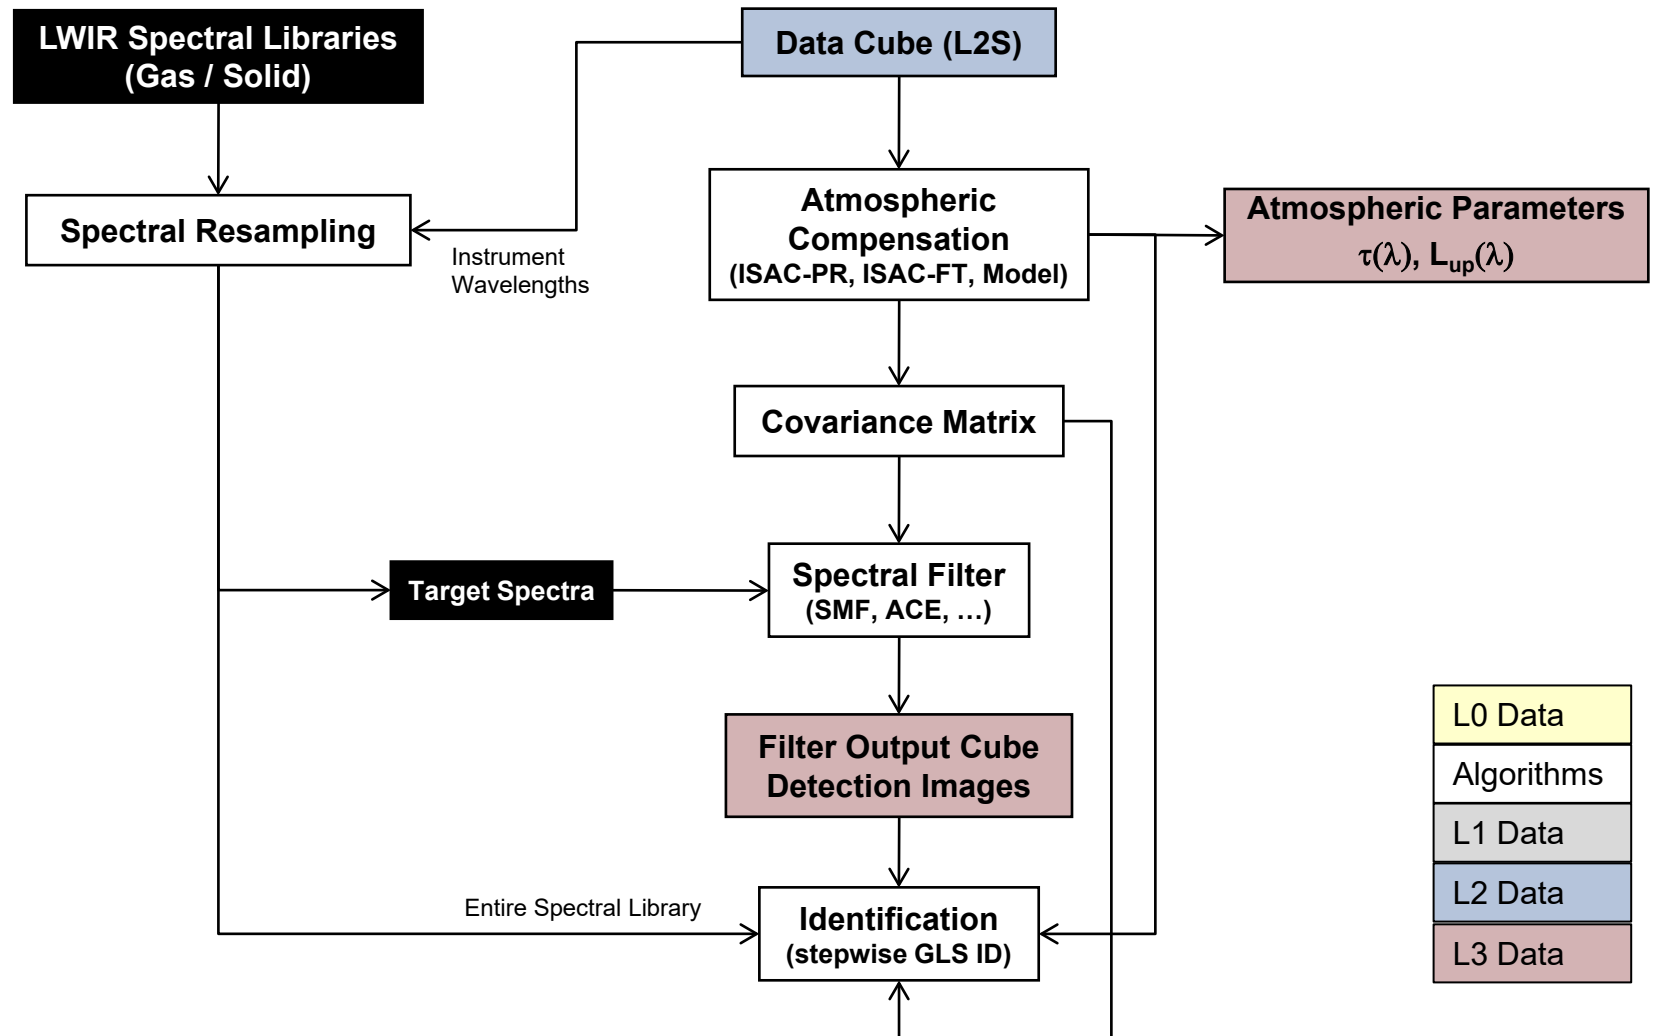 LWIR Spectral Libraries
(Gas / Solid)
Data Cube (L2S)
Spectral Resampling
Instrument
Wavelengths
Atmospheric
Compensation
(ISAC-PR, ISAC-FT, Model)
Atmospheric Parameters
τ(λ), Lup(λ)
Covariance Matrix
Target Spectra
Spectral Filter
(SMF, ACE, …)
Filter Output Cube
Detection Images
Entire Spectral Library
Identification
(stepwise GLS ID)
L0 Data
Algorithms
L1 Data
L2 Data
L3 Data